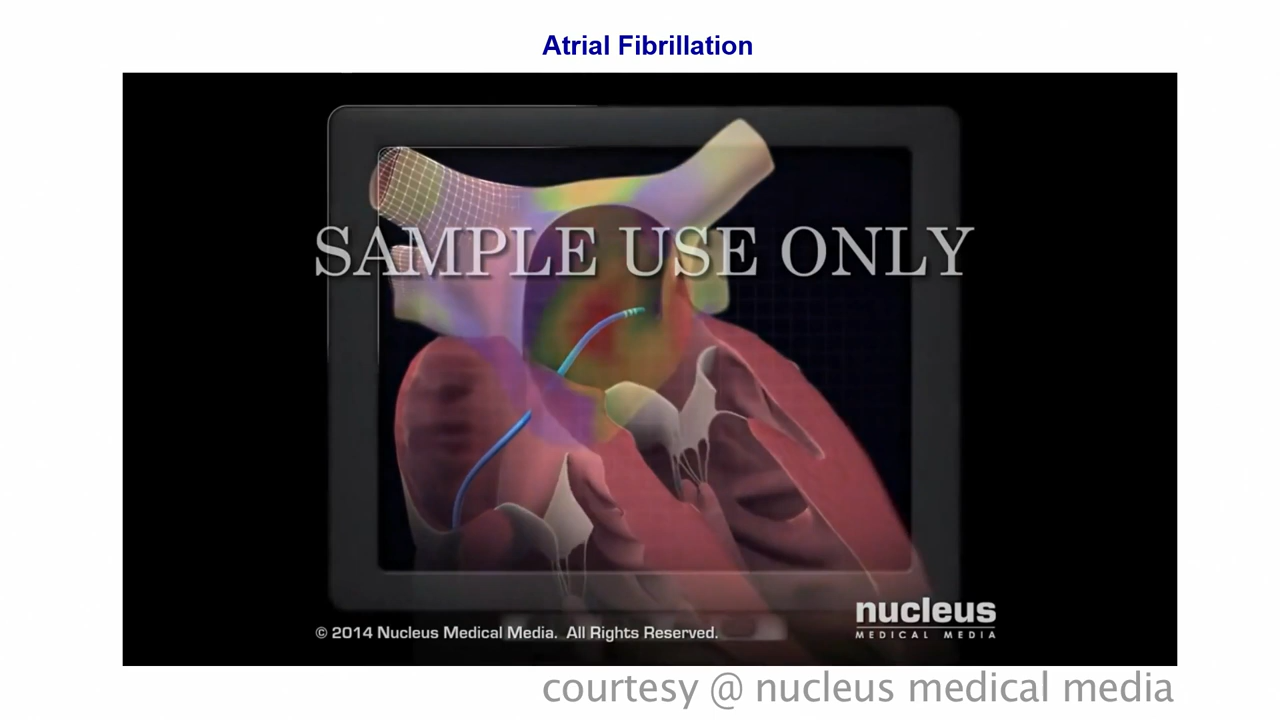 Atrial Fibrillation
SAMPLE USE ONLY
nucleus
MEDICAL MEDIA
© 2014 Nucleus Medical Media. All Rights Reserved.
courtesy @ nucleus medical media